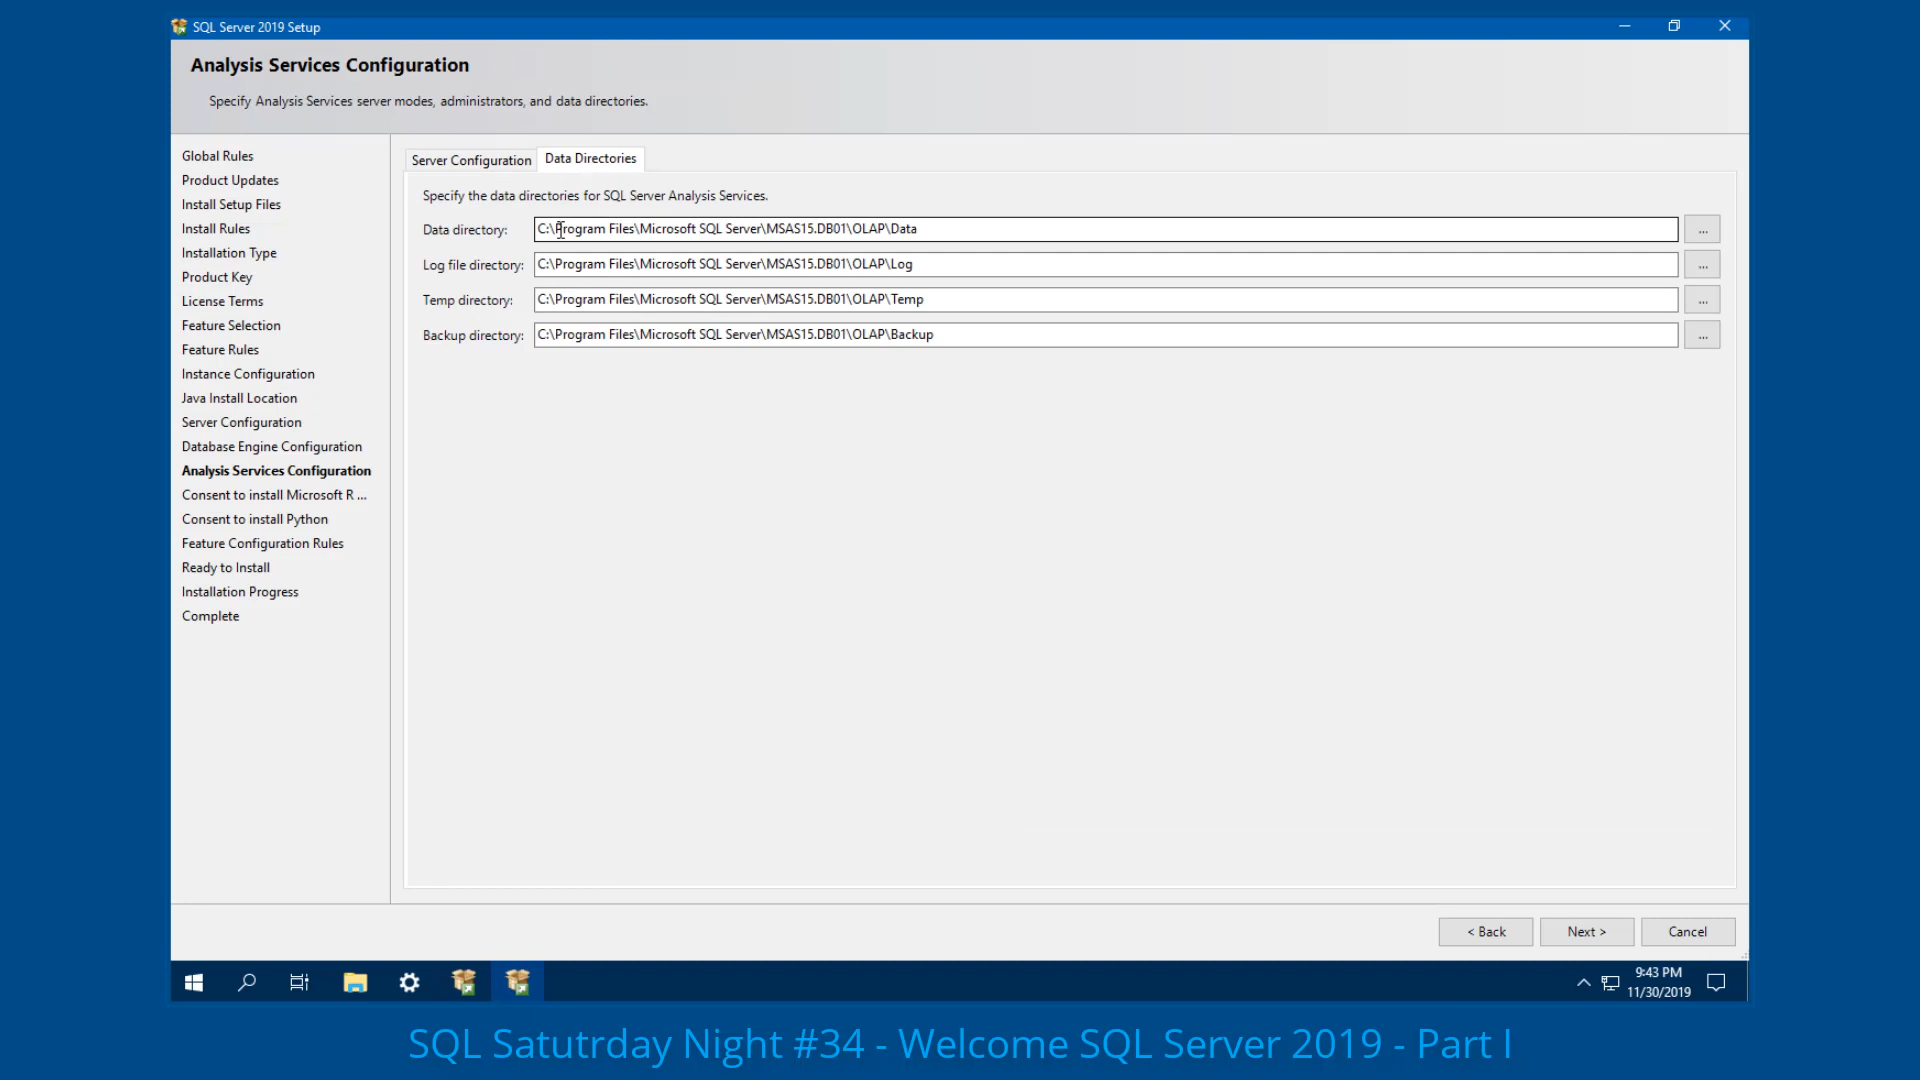 SQL Server 2019 Setup
Analysis Services Configuration
Specify Analysis Services server modes, administrators, and data directories.
Global Rules
Product Updates
Install Setup Files
Install Rules
Installation Type
Product Key
License Terms
Feature Selection
Feature Rules
Instance Configuration
Java Install Location
Server Configuration
Database Engine Configuration
Analysis Services Configuration
Consent to install Microsoft R ...
Consent to install Python
Feature Configuration Rules
Ready to Install
Installation Progress
Complete
Server Configuration Data Directories
Specify the data directories for SQL Server Analysis Services.
Data directory: C:\Program Files\Microsoft SQL Server\MSAS15.DB01\OLAP\Data ...
Log file directory: C:\Program Files\Microsoft SQL Server\MSAS15.DB01\OLAP\Log ...
Temp directory: C:\Program Files\Microsoft SQL Server\MSAS15.DB01\OLAP\Temp ...
Backup directory: C:\Program Files\Microsoft SQL Server\MSAS15.DB01\OLAP\Backup ...
< Back Next > Cancel
9:43 PM
11/30/2019
SQL Satutrday Night #34 - Welcome SQL Server 2019 - Part I